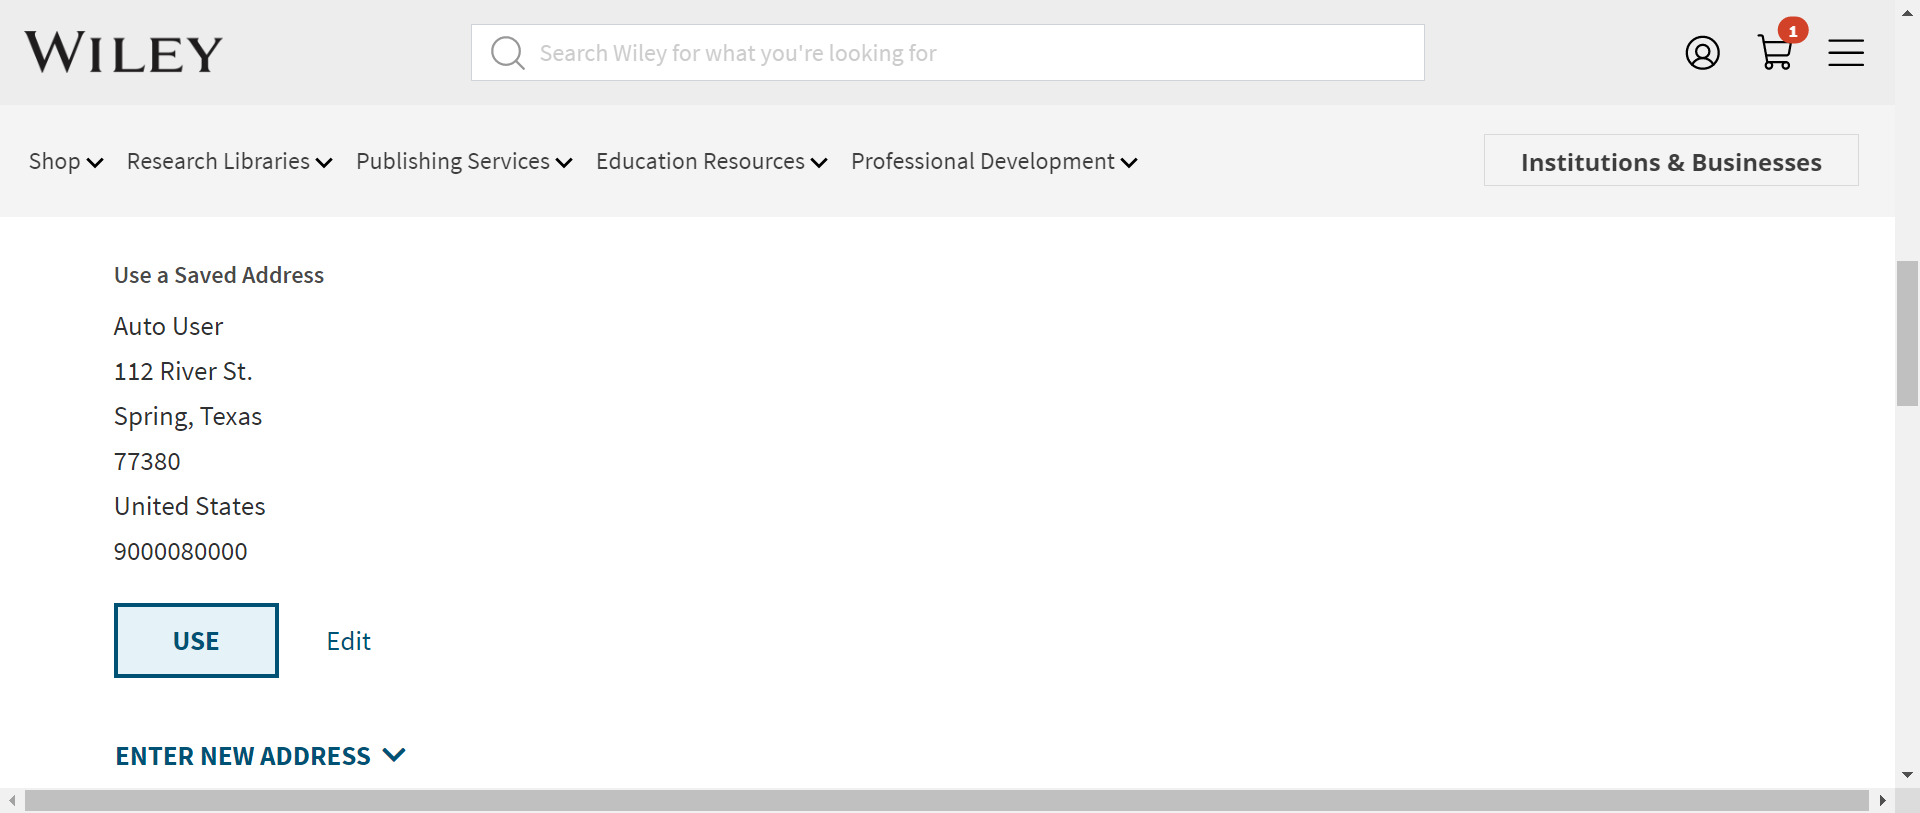 WILEY
Search Wiley for what you're looking for
1
Shop Research Libraries Publishing Services Education Resources Professional Development Institutions & Businesses
Use a Saved Address
Auto User
112 River St.
Spring, Texas
77380
United States
9000080000
USE Edit
ENTER NEW ADDRESS